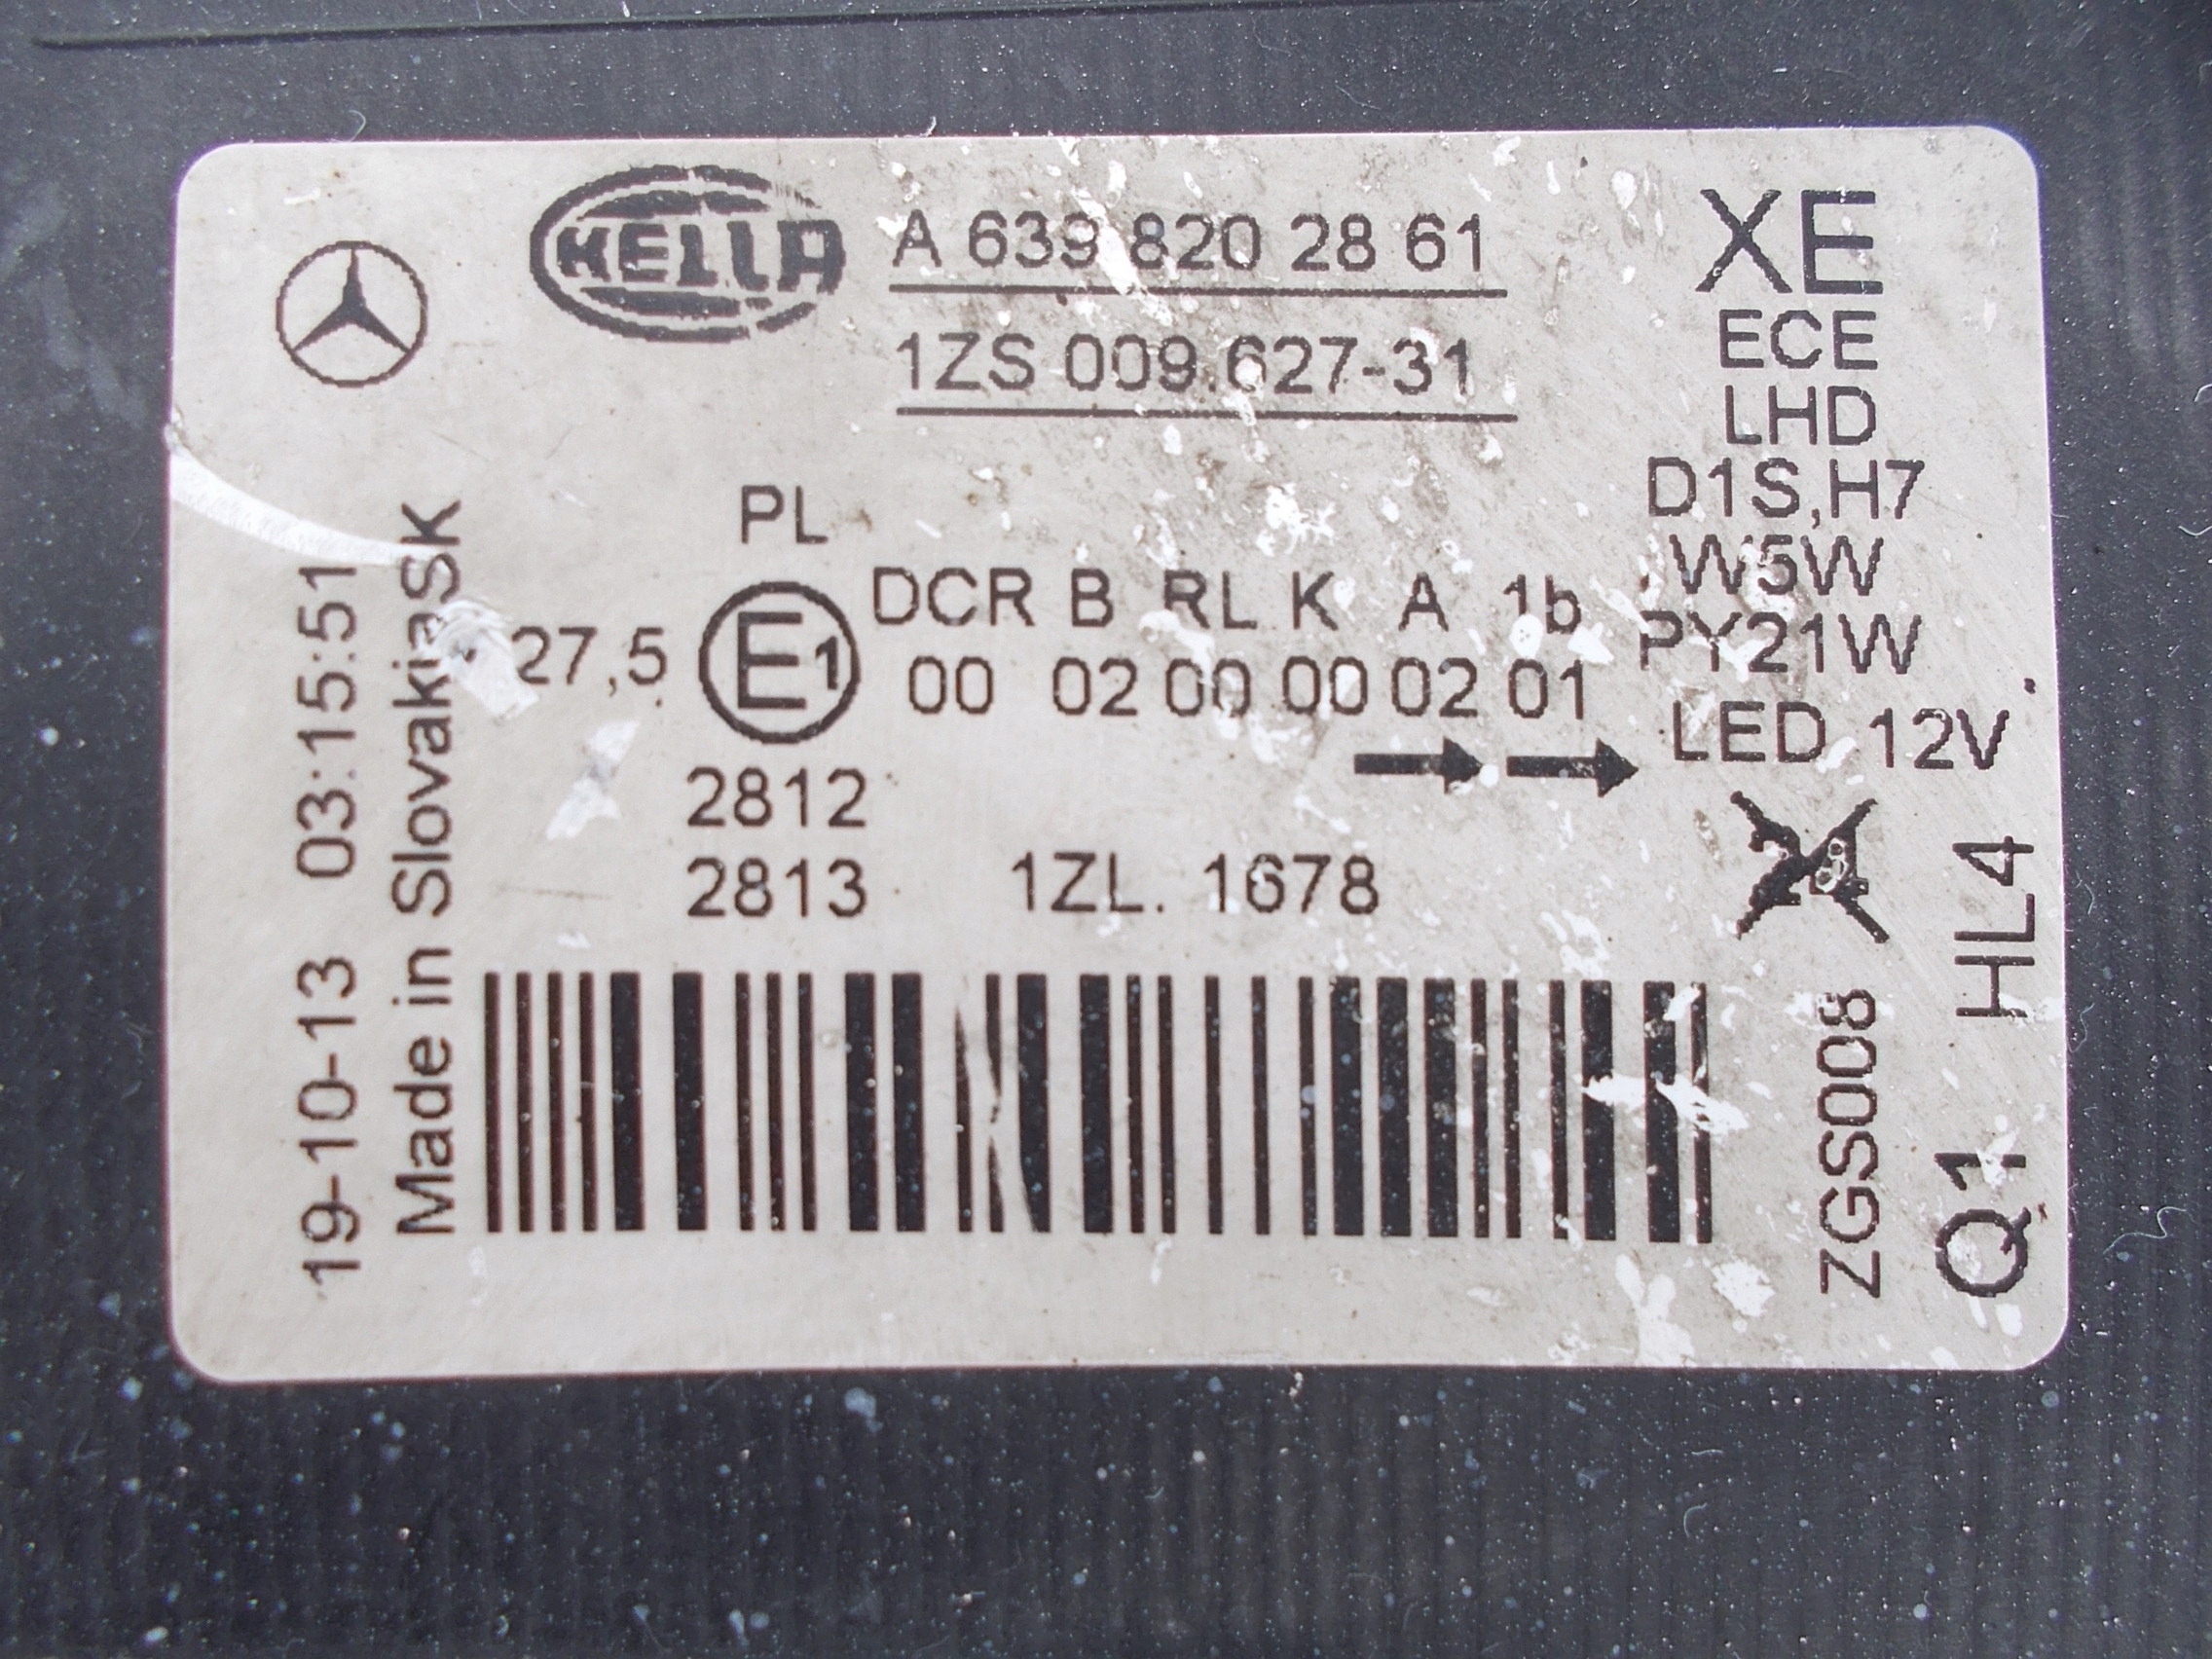 HELLA
A 639 820 28 61
1ZS 009.627-31
XE
ECE
LHD
D1S,H7
W5W
PY21W
LED 12V
PL
DCR B RL K A 1b
27,5 E1 00 02 00 00 02 01
2812
2813 1ZL. 1678
19-10-13 03:15:51
Made in SlovakiaSK
ZGS008
Q1 HL4